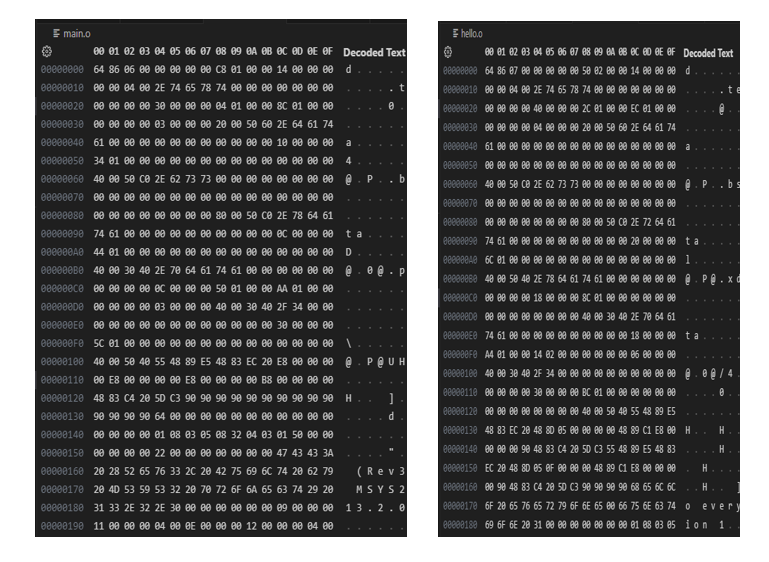 main.o
00 01 02 03 04 05 06 07 08 09 0A 0B 0C 0D 0E 0F Decoded Text
00000000 64 86 06 00 00 00 00 00 C8 01 00 00 14 00 00 00 d . . . . .
00000010 00 00 04 00 2E 74 65 78 74 00 00 00 00 00 00 00 . . . . . t
00000020 00 00 00 00 30 00 00 00 04 01 00 00 8C 01 00 00 . . . . 0 .
00000030 00 00 00 00 03 00 00 00 20 00 50 60 2E 64 61 74 . . . . . .
00000040 61 00 00 00 00 00 00 00 00 00 00 00 10 00 00 00 a . . . . .
00000050 34 01 00 00 00 00 00 00 00 00 00 00 00 00 00 00 4 . . . . .
00000060 40 00 50 C0 2E 62 73 73 00 00 00 00 00 00 00 00 @ . P . . b
00000070 00 00 00 00 00 00 00 00 00 00 00 00 00 00 00 00 . . . . . .
00000080 00 00 00 00 00 00 00 00 80 00 50 C0 2E 78 64 61 . . . . . .
00000090 74 61 00 00 00 00 00 00 00 00 00 00 0C 00 00 00 t a . . . .
000000A0 44 01 00 00 00 00 00 00 00 00 00 00 00 00 00 00 D . . . . .
000000B0 40 00 30 40 2E 70 64 61 74 61 00 00 00 00 00 00 @ . 0 @ . p
000000C0 00 00 00 00 0C 00 00 00 50 01 00 00 AA 01 00 00 . . . . . .
000000D0 00 00 00 00 03 00 00 00 40 00 30 40 2F 34 00 00 . . . . . .
000000E0 00 00 00 00 00 00 00 00 00 00 00 00 30 00 00 00 . . . . . .
000000F0 5C 01 00 00 00 00 00 00 00 00 00 00 00 00 00 00 \ . . . . .
00000100 40 00 50 40 55 48 89 E5 48 83 EC 20 E8 00 00 00 @ . P @ U H
00000110 00 E8 00 00 00 00 E8 00 00 00 00 B8 00 00 00 00 . . . . . .
00000120 48 83 C4 20 5D C3 90 90 90 90 90 90 90 90 90 90 H . . ] .
00000130 90 90 90 90 64 00 00 00 00 00 00 00 00 00 00 00 . . . . d .
00000140 00 00 00 00 01 08 03 05 08 32 04 03 01 50 00 00 . . . . . .
00000150 00 00 00 00 22 00 00 00 00 00 00 00 47 43 43 3A . . . . " .
00000160 20 28 52 65 76 33 2C 20 42 75 69 6C 74 20 62 79 ( R e v 3
00000170 20 4D 53 59 53 32 20 70 72 6F 6A 65 63 74 29 20 M S Y S 2
00000180 31 33 2E 32 2E 30 00 00 00 00 00 00 09 00 00 00 1 3 . 2 . 0
00000190 11 00 00 00 04 00 0E 00 00 00 12 00 00 00 04 00 . . . . . .
hello.o
00 01 02 03 04 05 06 07 08 09 0A 0B 0C 0D 0E 0F Decoded Text
00000000 64 86 07 00 00 00 00 00 50 02 00 00 14 00 00 00 d . . . . . .
00000010 00 00 04 00 2E 74 65 78 74 00 00 00 00 00 00 00 . . . . . t e
00000020 00 00 00 00 40 00 00 00 2C 01 00 00 EC 01 00 00 . . . . @ . .
00000030 00 00 00 00 04 00 00 00 20 00 50 60 2E 64 61 74 . . . . . . .
00000040 61 00 00 00 00 00 00 00 00 00 00 00 00 00 00 00 a . . . . . .
00000050 00 00 00 00 00 00 00 00 00 00 00 00 00 00 00 00 . . . . . . .
00000060 40 00 50 C0 2E 62 73 73 00 00 00 00 00 00 00 00 @ . P . . b s
00000070 00 00 00 00 00 00 00 00 00 00 00 00 00 00 00 00 . . . . . . .
00000080 00 00 00 00 00 00 00 00 80 00 50 C0 2E 72 64 61 . . . . . . .
00000090 74 61 00 00 00 00 00 00 00 00 00 00 20 00 00 00 t a . . . . .
000000A0 6C 01 00 00 00 00 00 00 00 00 00 00 00 00 00 00 l . . . . . .
000000B0 40 00 50 40 2E 78 64 61 74 61 00 00 00 00 00 00 @ . P @ . x d
000000C0 00 00 00 00 18 00 00 00 8C 01 00 00 00 00 00 00 . . . . . . .
000000D0 00 00 00 00 00 00 00 00 40 00 30 40 2E 70 64 61 . . . . . . .
000000E0 74 61 00 00 00 00 00 00 00 00 00 00 18 00 00 00 t a . . . . .
000000F0 A4 01 00 00 14 02 00 00 00 00 00 00 06 00 00 00 . . . . . . .
00000100 40 00 30 40 2F 34 00 00 00 00 00 00 00 00 00 00 @ . 0 @ / 4 .
00000110 00 00 00 00 30 00 00 00 BC 01 00 00 00 00 00 00 . . . . 0 . .
00000120 00 00 00 00 00 00 00 00 40 00 50 40 55 48 89 E5 . . . . . . .
00000130 48 83 EC 20 48 8D 05 00 00 00 00 48 89 C1 E8 00 H . . H . .
00000140 00 00 00 90 48 83 C4 20 5D C3 55 48 89 E5 48 83 . . . . H . .
00000150 EC 20 48 8D 05 0F 00 00 00 48 89 C1 E8 00 00 00 . H . . . .
00000160 00 90 48 83 C4 20 5D C3 90 90 90 90 68 65 6C 6C . . H . . ]
00000170 6F 20 65 76 65 72 79 6F 6E 65 00 66 75 6E 63 74 o e v e r y
00000180 69 6F 6E 20 31 00 00 00 00 00 00 00 01 08 03 05 i o n 1 . .